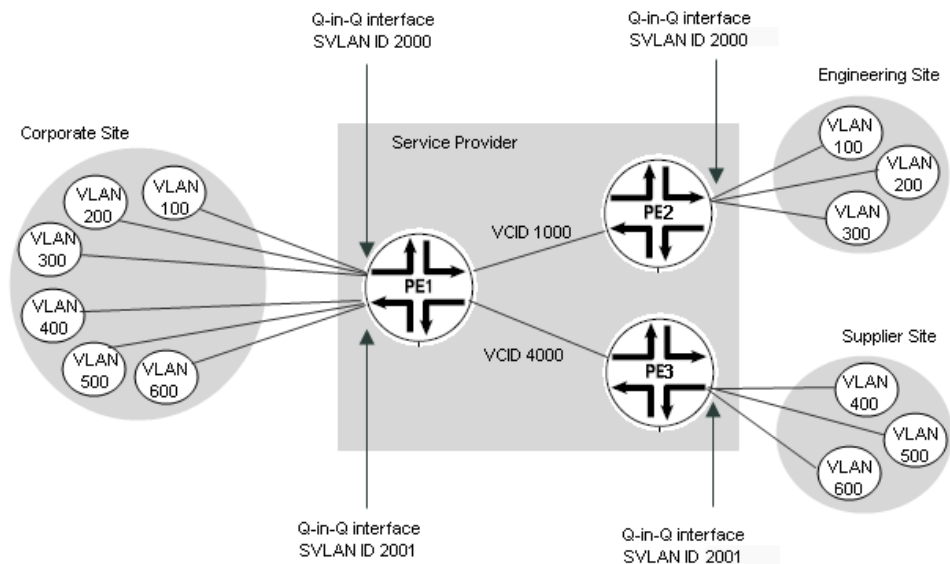 Q-in-Q interface
SVLAN ID 2000
Q-in-Q interface
SVLAN ID 2000
Engineering Site
Corporate Site
Service Provider
VLAN
100
VLAN
200
VLAN
300
VLAN
100
VLAN
200
VLAN
300
VLAN
400
VLAN
500
VLAN
600
PE1
PE2
PE3
VCID 1000
VCID 4000
Supplier Site
VLAN
400
VLAN
500
VLAN
600
Q-in-Q interface
SVLAN ID 2001
Q-in-Q interface
SVLAN ID 2001